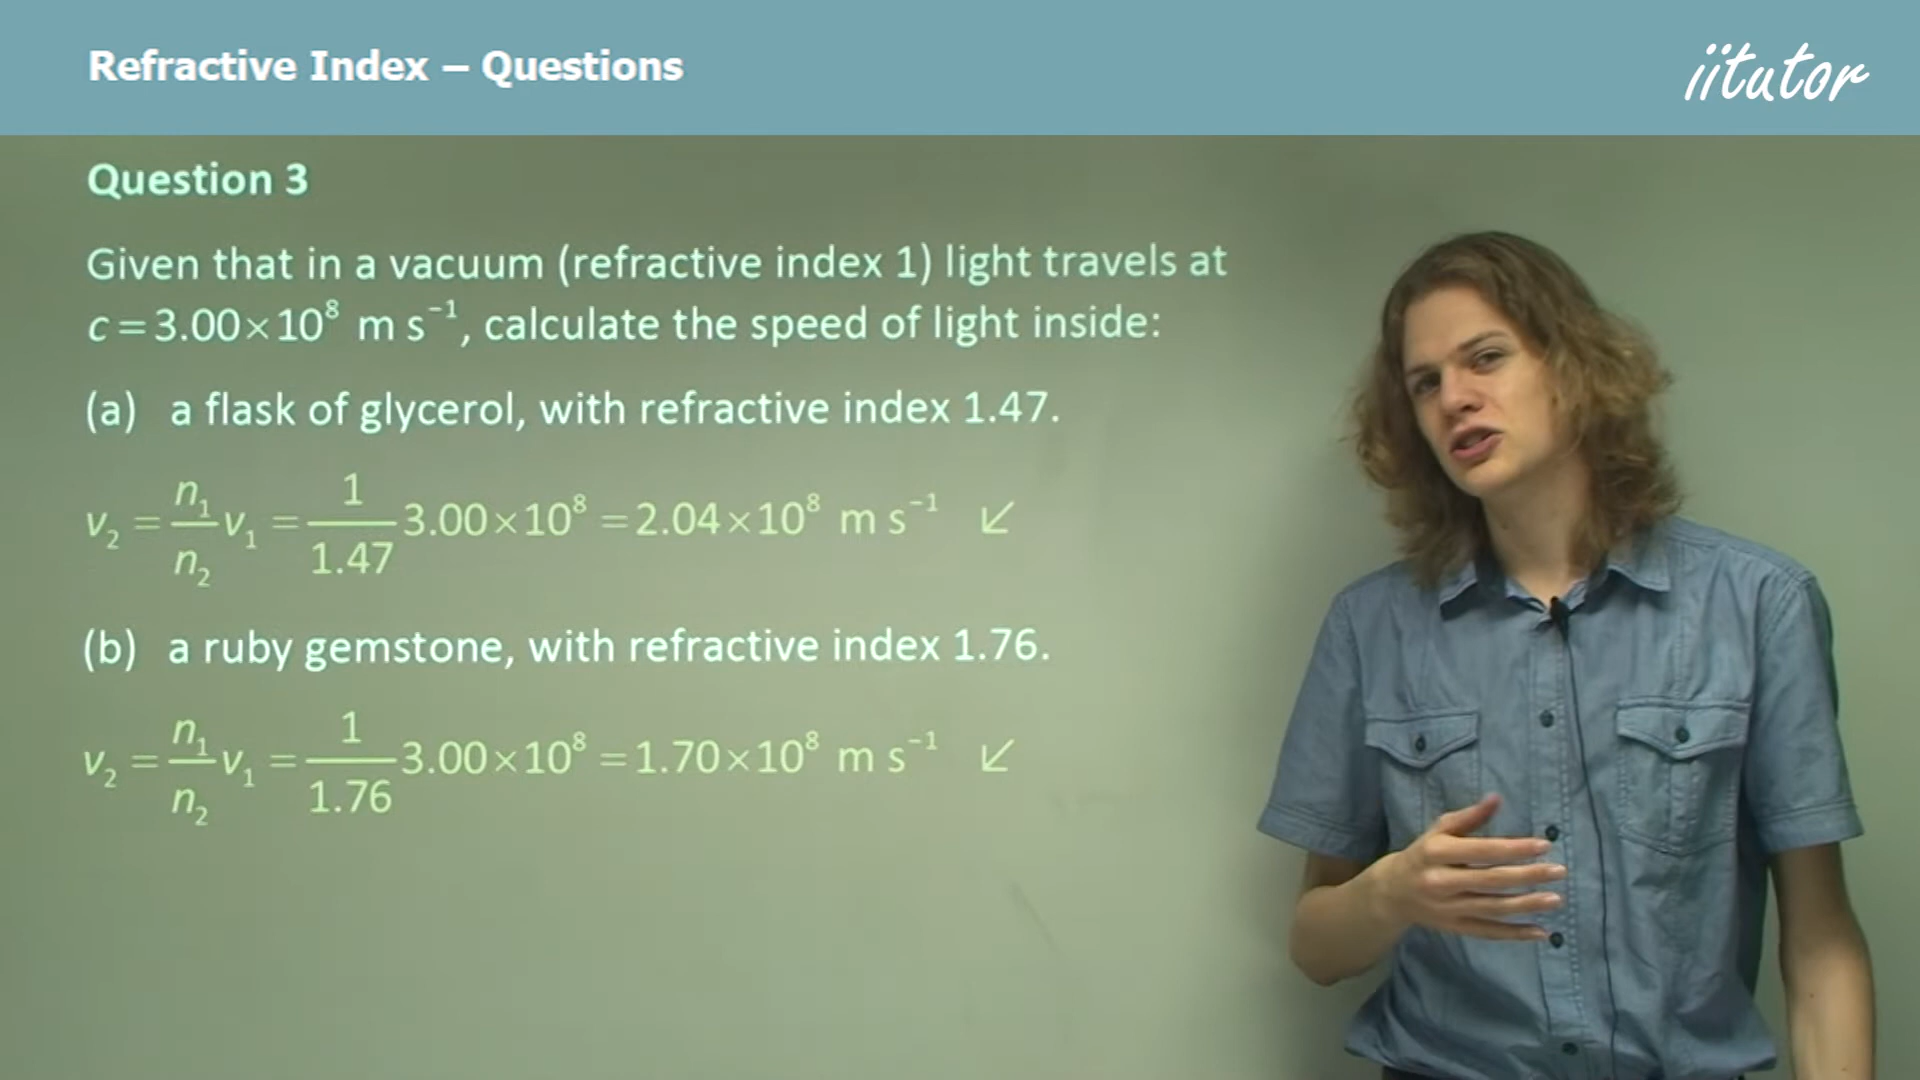 Refractive Index – Questions
iitutor
Question 3
Given that in a vacuum (refractive index 1) light travels at
c = 3.00×10⁸ m s⁻¹, calculate the speed of light inside:
(a) a flask of glycerol, with refractive index 1.47.
v₂ = n₁/n₂ v₁ = 1/1.47 3.00×10⁸ = 2.04×10⁸ m s⁻¹ ↙
(b) a ruby gemstone, with refractive index 1.76.
v₂ = n₁/n₂ v₁ = 1/1.76 3.00×10⁸ = 1.70×10⁸ m s⁻¹ ↙